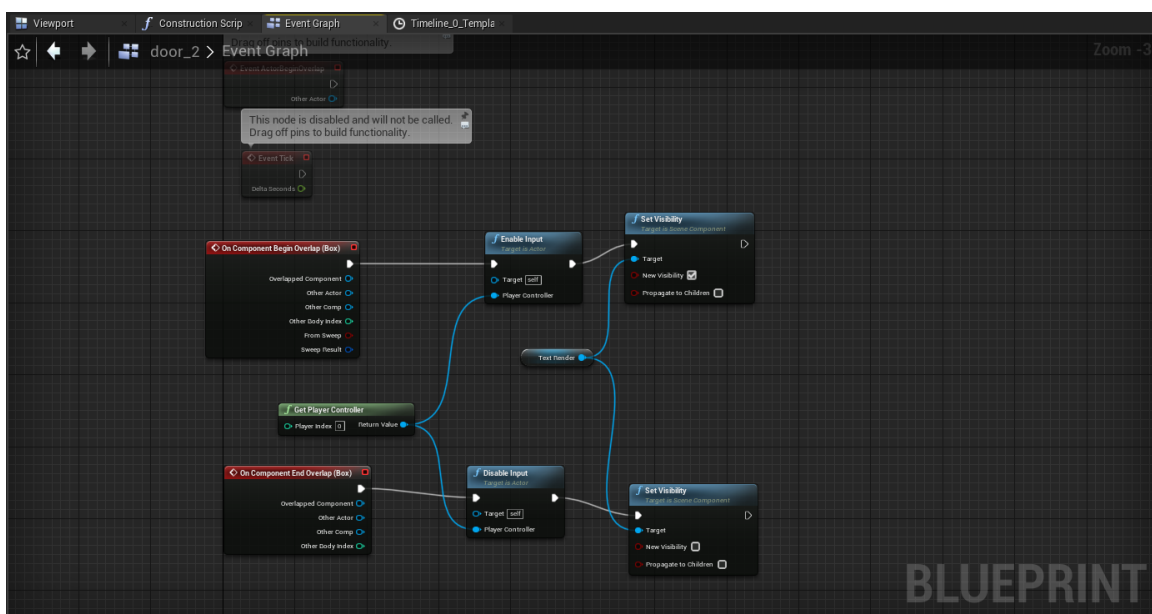 Viewport
Construction Scrip
Event Graph
Timeline_0_Templa
door_2 > Event Graph
Zoom -3
Drag off pins to build functionality.
Event ActorBeginOverlap
Other Actor
This node is disabled and will not be called.
Drag off pins to build functionality.
Event Tick
Delta Seconds
On Component Begin Overlap (Box)
Overlapped Component
Other Actor
Other Comp
Other Body Index
From Sweep
Sweep Result
Enable Input
Target is Actor
Target self
Player Controller
Set Visibility
Target is Scene Component
Target
New Visibility
Propagate to Children
Text Render
Get Player Controller
Player Index 0 Return Value
On Component End Overlap (Box)
Overlapped Component
Other Actor
Other Comp
Other Body Index
Disable Input
Target is Actor
Target self
Player Controller
Set Visibility
Target is Scene Component
Target
New Visibility
Propagate to Children
BLUEPRINT